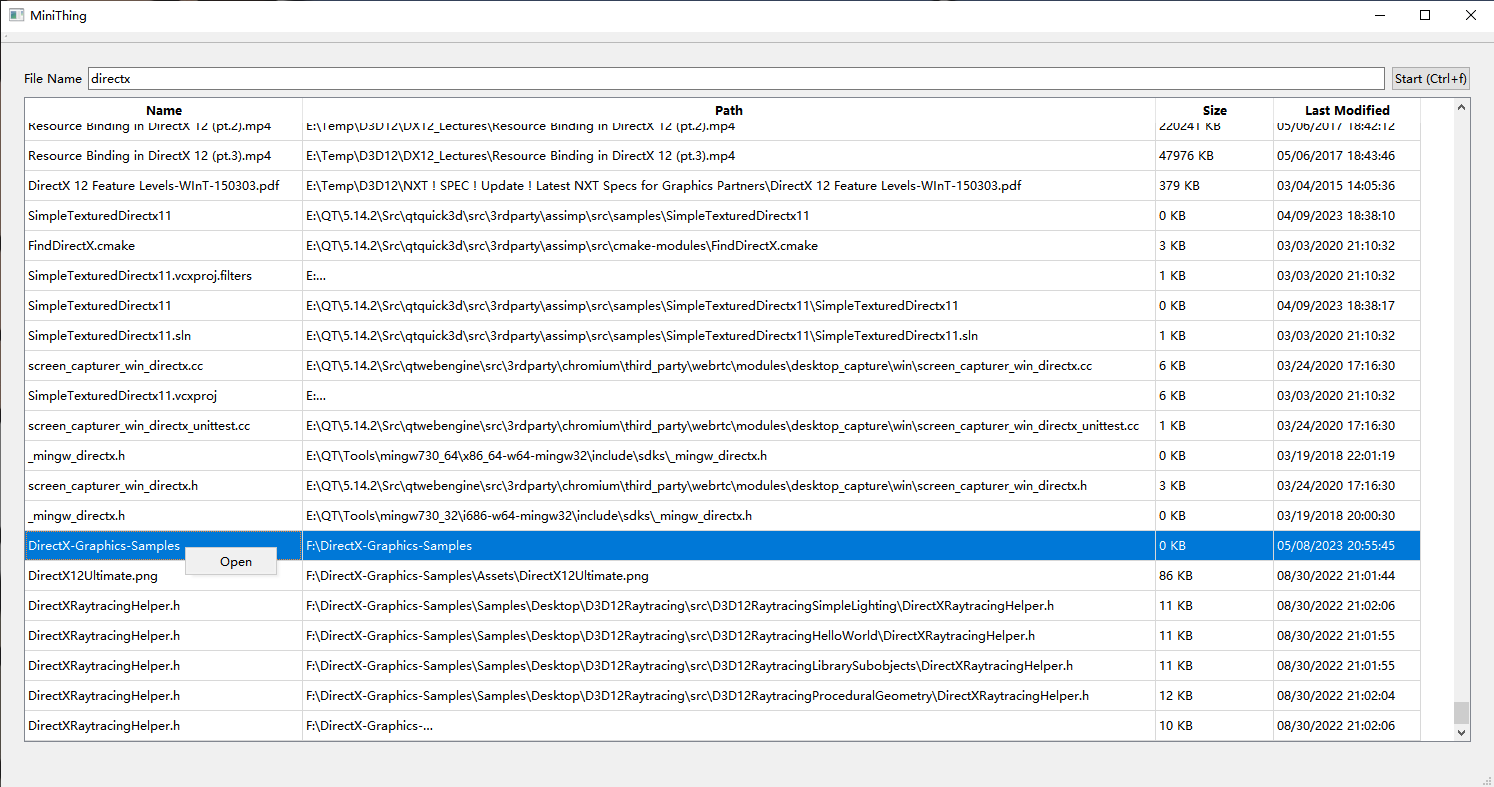 MiniThing
File Name directx Start (Ctrl+f)
Name Path Size Last Modified
Resource Binding in DirectX 12 (pt.2).mp4 E:\Temp\D3D12\DX12_Lectures\Resource Binding in DirectX 12 (pt.2).mp4 220241 KB 05/06/2017 18:42:12
Resource Binding in DirectX 12 (pt.3).mp4 E:\Temp\D3D12\DX12_Lectures\Resource Binding in DirectX 12 (pt.3).mp4 47976 KB 05/06/2017 18:43:46
DirectX 12 Feature Levels-WInT-150303.pdf E:\Temp\D3D12\NXT ! SPEC ! Update ! Latest NXT Specs for Graphics Partners\DirectX 12 Feature Levels-WInT-150303.pdf 379 KB 03/04/2015 14:05:36
SimpleTexturedDirectx11 E:\QT\5.14.2\Src\qtquick3d\src\3rdparty\assimp\src\samples\SimpleTexturedDirectx11 0 KB 04/09/2023 18:38:10
FindDirectX.cmake E:\QT\5.14.2\Src\qtquick3d\src\3rdparty\assimp\src\cmake-modules\FindDirectX.cmake 3 KB 03/03/2020 21:10:32
SimpleTexturedDirectx11.vcxproj.filters E:... 1 KB 03/03/2020 21:10:32
SimpleTexturedDirectx11 E:\QT\5.14.2\Src\qtquick3d\src\3rdparty\assimp\src\samples\SimpleTexturedDirectx11\SimpleTexturedDirectx11 0 KB 04/09/2023 18:38:17
SimpleTexturedDirectx11.sln E:\QT\5.14.2\Src\qtquick3d\src\3rdparty\assimp\src\samples\SimpleTexturedDirectx11\SimpleTexturedDirectx11.sln 1 KB 03/03/2020 21:10:32
screen_capturer_win_directx.cc E:\QT\5.14.2\Src\qtwebengine\src\3rdparty\chromium\third_party\webrtc\modules\desktop_capture\win\screen_capturer_win_directx.cc 6 KB 03/24/2020 17:16:30
SimpleTexturedDirectx11.vcxproj E:... 6 KB 03/03/2020 21:10:32
screen_capturer_win_directx_unittest.cc E:\QT\5.14.2\Src\qtwebengine\src\3rdparty\chromium\third_party\webrtc\modules\desktop_capture\win\screen_capturer_win_directx_unittest.cc 1 KB 03/24/2020 17:16:30
_mingw_directx.h E:\QT\Tools\mingw730_64\x86_64-w64-mingw32\include\sdks\_mingw_directx.h 0 KB 03/19/2018 22:01:19
screen_capturer_win_directx.h E:\QT\5.14.2\Src\qtwebengine\src\3rdparty\chromium\third_party\webrtc\modules\desktop_capture\win\screen_capturer_win_directx.h 3 KB 03/24/2020 17:16:30
_mingw_directx.h E:\QT\Tools\mingw730_32\i686-w64-mingw32\include\sdks\_mingw_directx.h 0 KB 03/19/2018 20:00:30
DirectX-Graphics-Samples F:\DirectX-Graphics-Samples 0 KB 05/08/2023 20:55:45
Open
DirectX12Ultimate.png F:\DirectX-Graphics-Samples\Assets\DirectX12Ultimate.png 86 KB 08/30/2022 21:01:44
DirectXRaytracingHelper.h F:\DirectX-Graphics-Samples\Samples\Desktop\D3D12Raytracing\src\D3D12RaytracingSimpleLighting\DirectXRaytracingHelper.h 11 KB 08/30/2022 21:02:06
DirectXRaytracingHelper.h F:\DirectX-Graphics-Samples\Samples\Desktop\D3D12Raytracing\src\D3D12RaytracingHelloWorld\DirectXRaytracingHelper.h 11 KB 08/30/2022 21:01:55
DirectXRaytracingHelper.h F:\DirectX-Graphics-Samples\Samples\Desktop\D3D12Raytracing\src\D3D12RaytracingLibrarySubobjects\DirectXRaytracingHelper.h 11 KB 08/30/2022 21:01:55
DirectXRaytracingHelper.h F:\DirectX-Graphics-Samples\Samples\Desktop\D3D12Raytracing\src\D3D12RaytracingProceduralGeometry\DirectXRaytracingHelper.h 12 KB 08/30/2022 21:02:04
DirectXRaytracingHelper.h F:\DirectX-Graphics-... 10 KB 08/30/2022 21:02:06